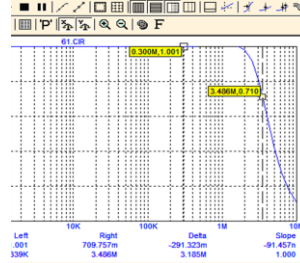 61.CIR
0.300M,1.001
3.486M,0.710
10K 100K 1M 10M
Left Right Delta Slope
.001 709.757m -291.323m -91.457n
339K 3.486M 3.185M 1.000